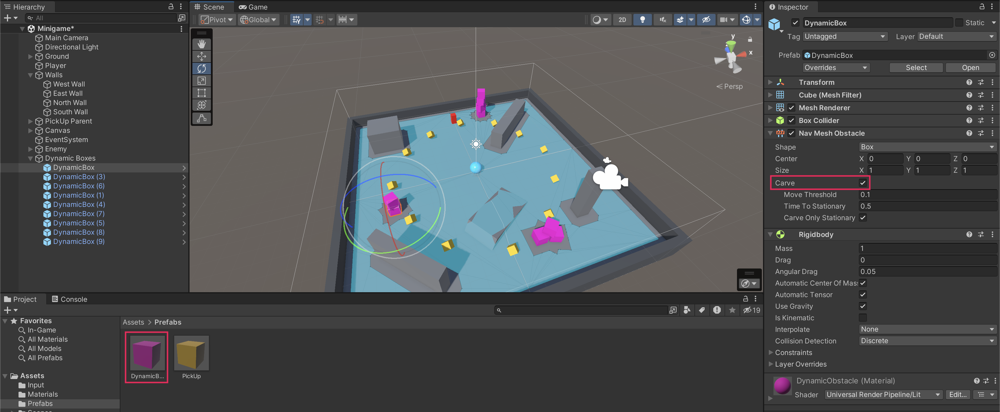 Hierarchy
All
Minigame*
Main Camera
Directional Light
Ground
Player
Walls
West Wall
East Wall
North Wall
South Wall
PickUp Parent
Canvas
EventSystem
Enemy
Dynamic Boxes
DynamicBox
DynamicBox (3)
DynamicBox (6)
DynamicBox (1)
DynamicBox (4)
DynamicBox (7)
DynamicBox (5)
DynamicBox (8)
DynamicBox (9)
Scene Game
Pivot Global 2D
y
x
Persp
Project Console
19
Favorites
In-Game
All Materials
All Models
All Prefabs
Assets
Input
Materials
Prefabs
Assets > Prefabs
DynamicB...
PickUp
Inspector
DynamicBox Static
Tag Untagged Layer Default
Prefab DynamicBox
Overrides Select Open
Transform
Cube (Mesh Filter)
Mesh Renderer
Box Collider
Nav Mesh Obstacle
Shape Box
Center X 0 Y 0 Z 0
Size X 1 Y 1 Z 1
Carve
Move Threshold 0.1
Time To Stationary 0.5
Carve Only Stationary
Rigidbody
Mass 1
Drag 0
Angular Drag 0.05
Automatic Center Of Mas
Automatic Tensor
Use Gravity
Is Kinematic
Interpolate None
Collision Detection Discrete
Constraints
Layer Overrides
DynamicObstacle (Material)
Shader Universal Render Pipeline/Lit Edit...